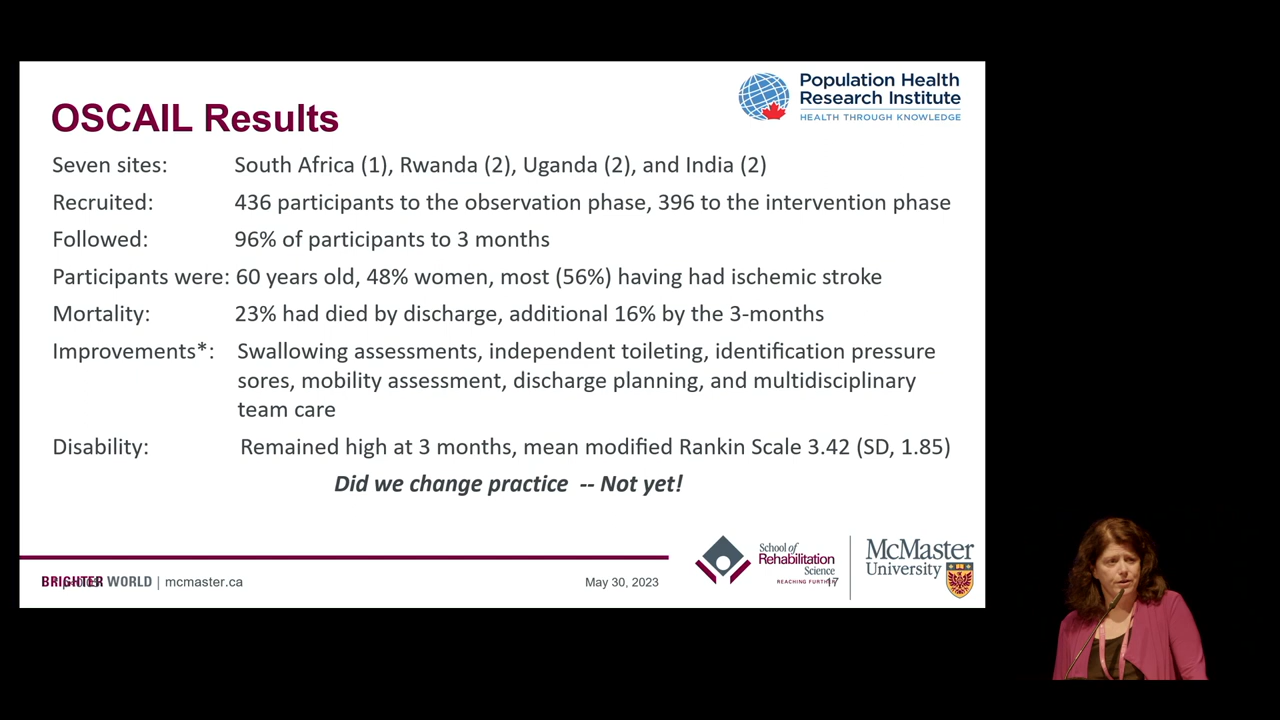 Population Health
Research Institute
HEALTH THROUGH KNOWLEDGE
OSCAIL Results
Seven sites: South Africa (1), Rwanda (2), Uganda (2), and India (2)
Recruited: 436 participants to the observation phase, 396 to the intervention phase
Followed: 96% of participants to 3 months
Participants were: 60 years old, 48% women, most (56%) having had ischemic stroke
Mortality: 23% had died by discharge, additional 16% by the 3-months
Improvements*: Swallowing assessments, independent toileting, identification pressure
sores, mobility assessment, discharge planning, and multidisciplinary
team care
Disability: Remained high at 3 months, mean modified Rankin Scale 3.42 (SD, 1.85)
Did we change practice -- Not yet!
BRIGHTER WORLD | mcmaster.ca
May 30, 2023
School of
Rehabilitation
Science
REACHING FURTHER
17
McMaster
University